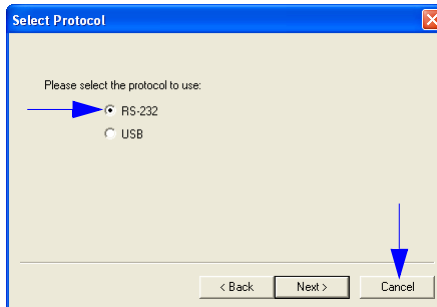 Select Protocol
Please select the protocol to use:
RS-232
USB
< Back Next > Cancel